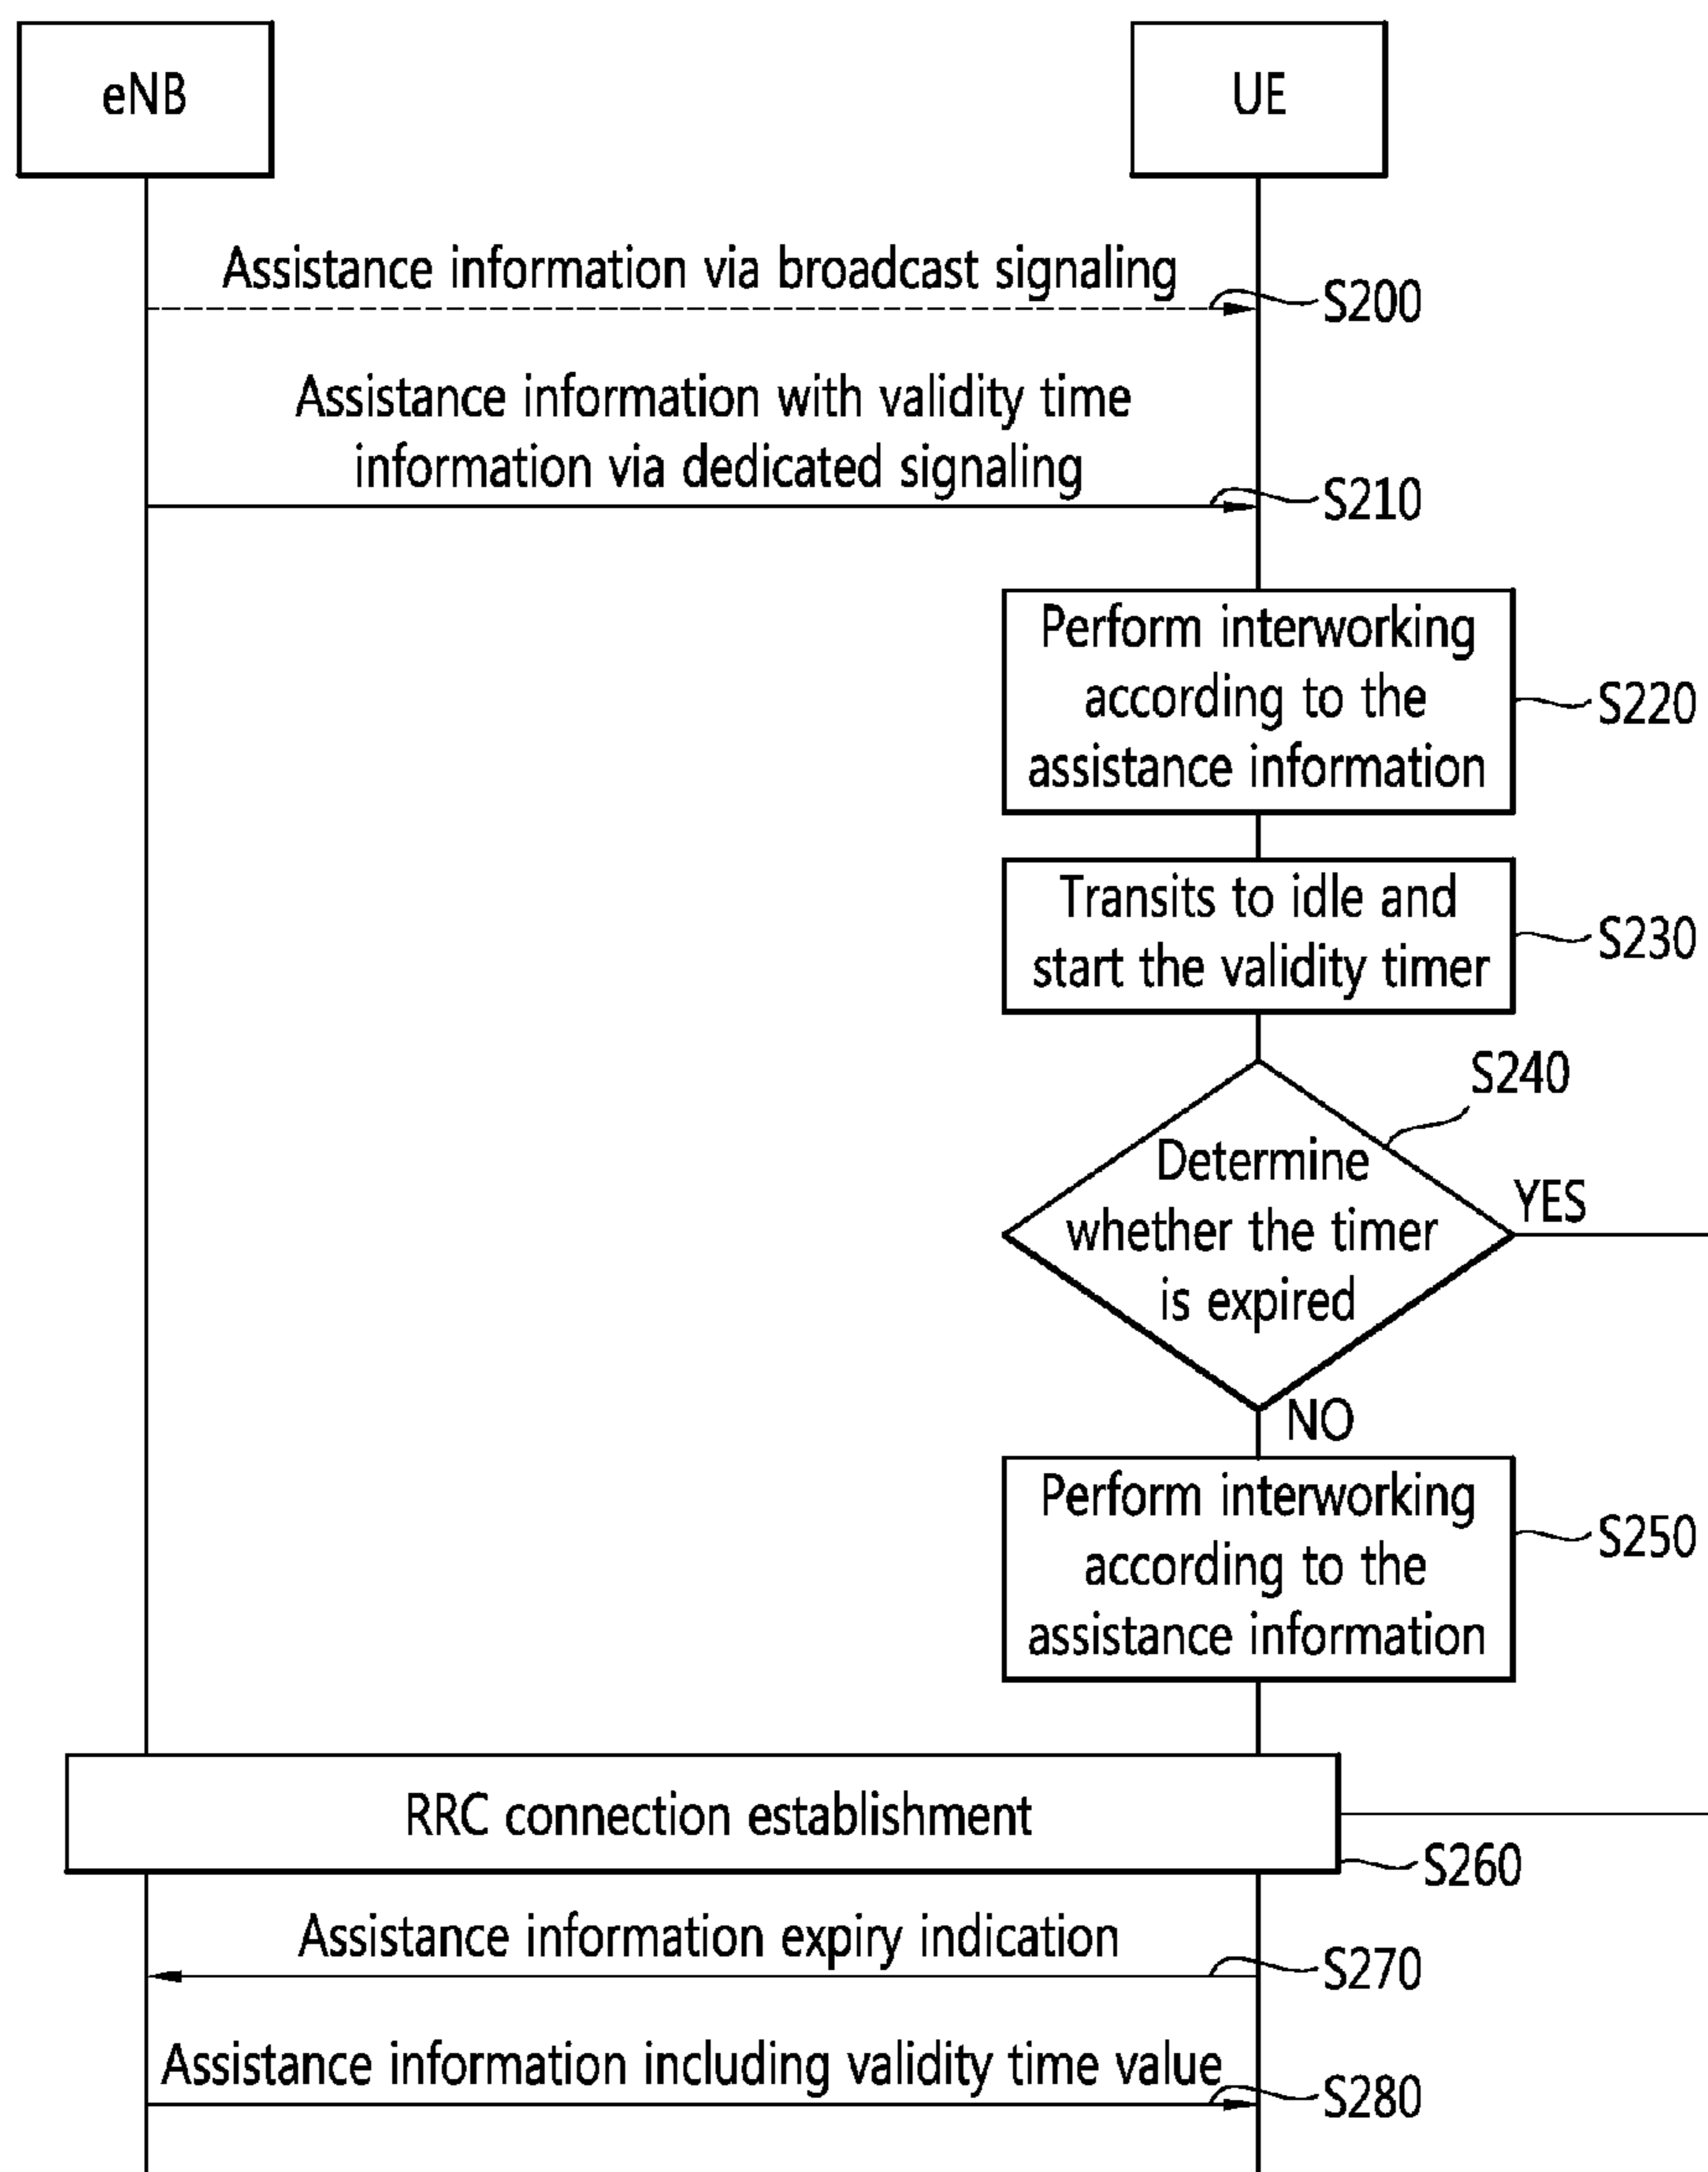 eNB
UE
Assistance information via broadcast signaling
S200
Assistance information with validity time
information via dedicated signaling
S210
Perform interworking
according to the
assistance information
S220
Transits to idle and
start the validity timer
S230
S240
Determine
whether the timer
is expired
YES
NO
Perform interworking
according to the
assistance information
S250
RRC connection establishment
S260
Assistance information expiry indication
S270
Assistance information including validity time value
S280